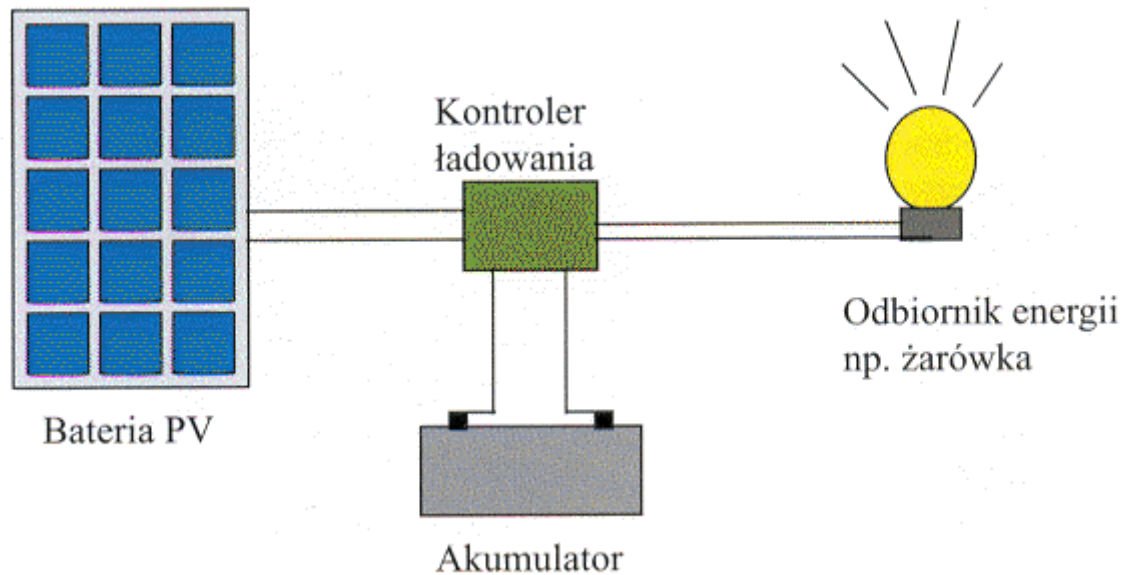 Kontroler
ładowania
Odbiornik energii
np. żarówka
Bateria PV
Akumulator